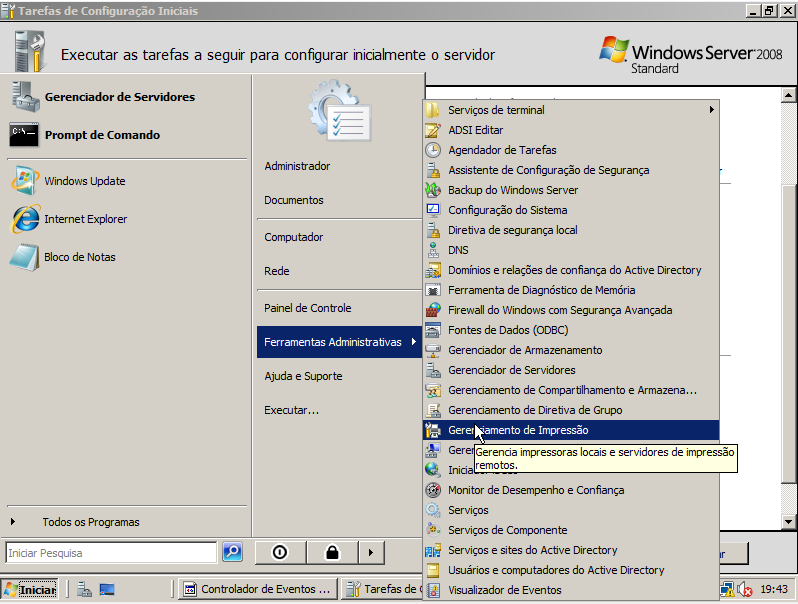 Tarefas de Configuração Iniciais
Executar as tarefas a seguir para configurar inicialmente o servidor
Windows Server 2008
Standard
Gerenciador de Servidores
C:\_
Prompt de Comando
Windows Update
Internet Explorer
Bloco de Notas
Todos os Programas
Iniciar Pesquisa
Administrador
Documentos
Computador
Rede
Painel de Controle
Ferramentas Administrativas
Ajuda e Suporte
Executar...
Serviços de terminal
ADSI Editar
Agendador de Tarefas
Assistente de Configuração de Segurança
Backup do Windows Server
Configuração do Sistema
Diretiva de segurança local
DNS
Domínios e relações de confiança do Active Directory
Ferramenta de Diagnóstico de Memória
Firewall do Windows com Segurança Avançada
Fontes de Dados (ODBC)
Gerenciador de Armazenamento
Gerenciador de Servidores
Gerenciamento de Compartilhamento e Armazena...
Gerenciamento de Diretiva de Grupo
Gerenciamento de Impressão
Gerencia impressoras locais e servidores de impressão
remotos.
Monitor de Desempenho e Confiança
Serviços
Serviços de Componente
Serviços e sites do Active Directory
Usuários e computadores do Active Directory
Visualizador de Eventos
Iniciar
Controlador de Eventos ...
Tarefas de
19:43